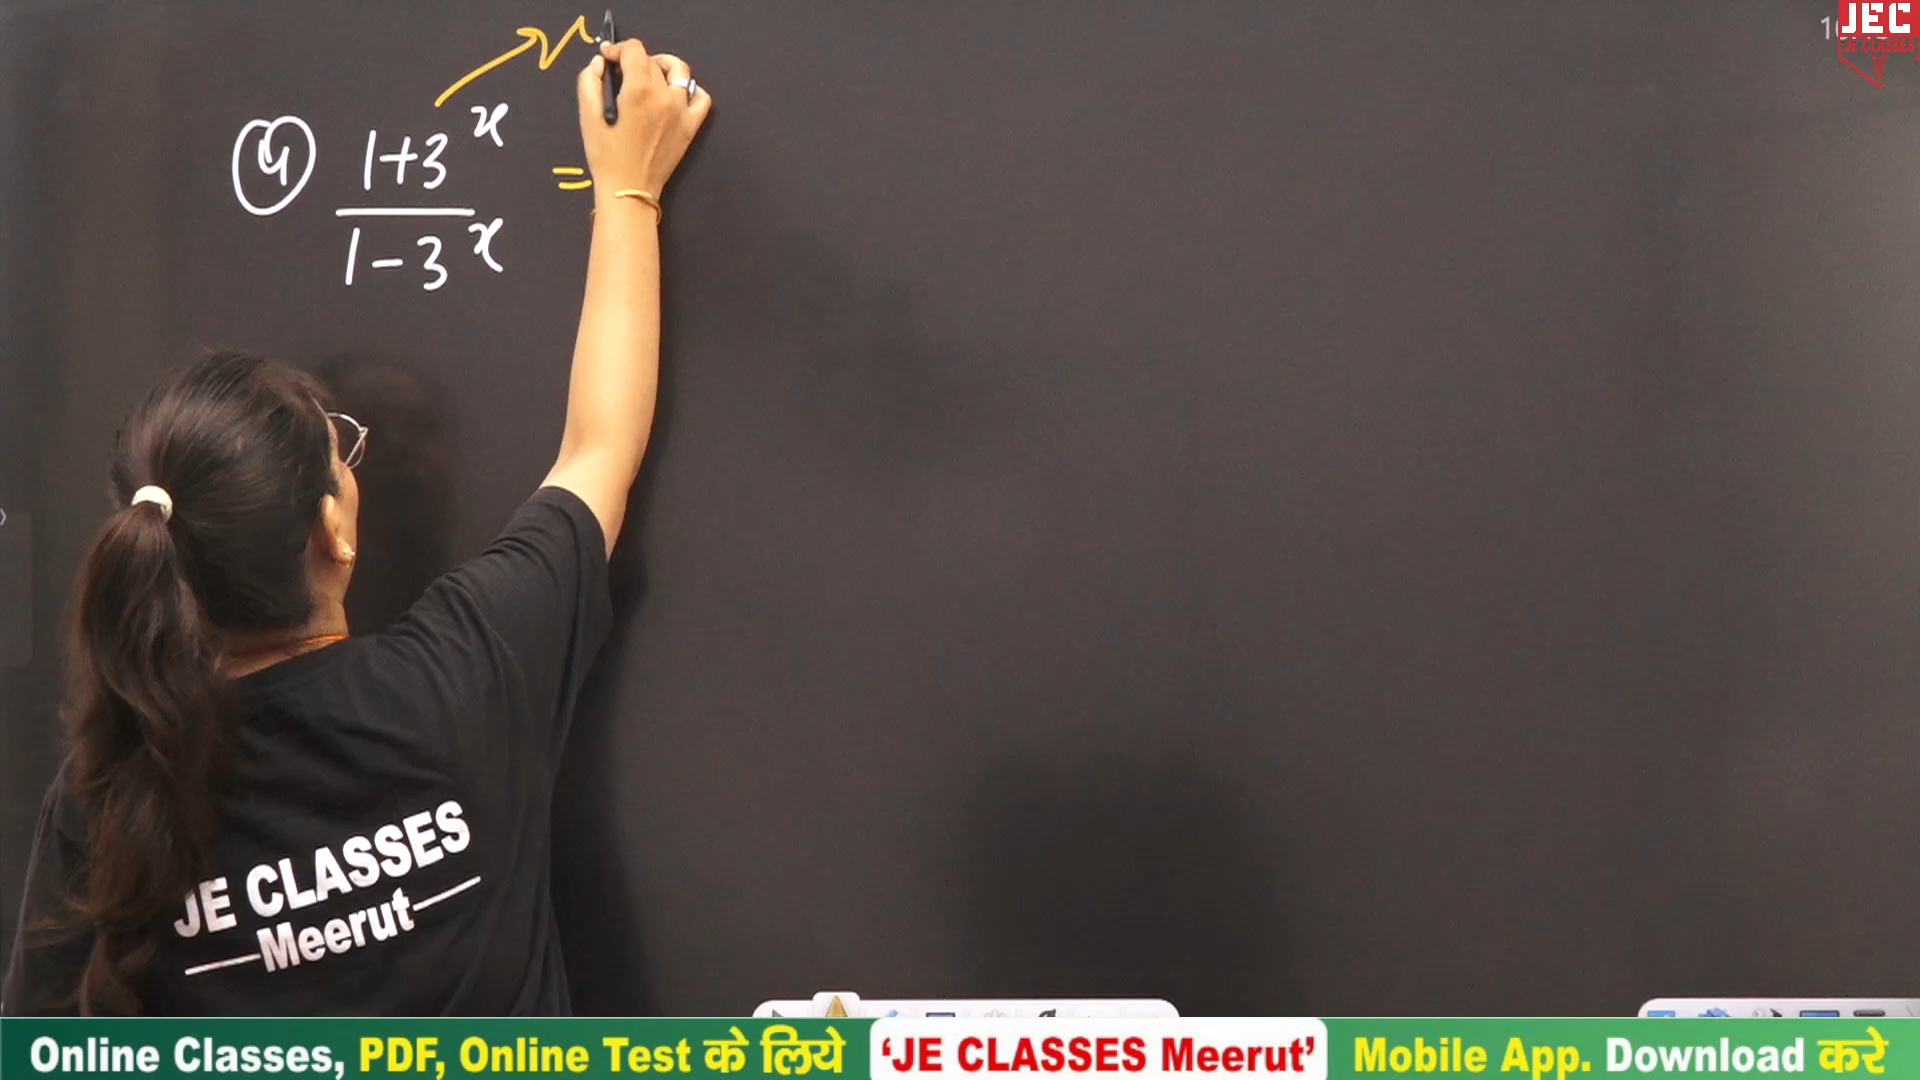 JEC
JE CLASSES
④ 1+3^x
=
1-3^x
JE CLASSES
Meerut
Online Classes, PDF, Online Test के लिये 'JE CLASSES Meerut' Mobile App. Download करे